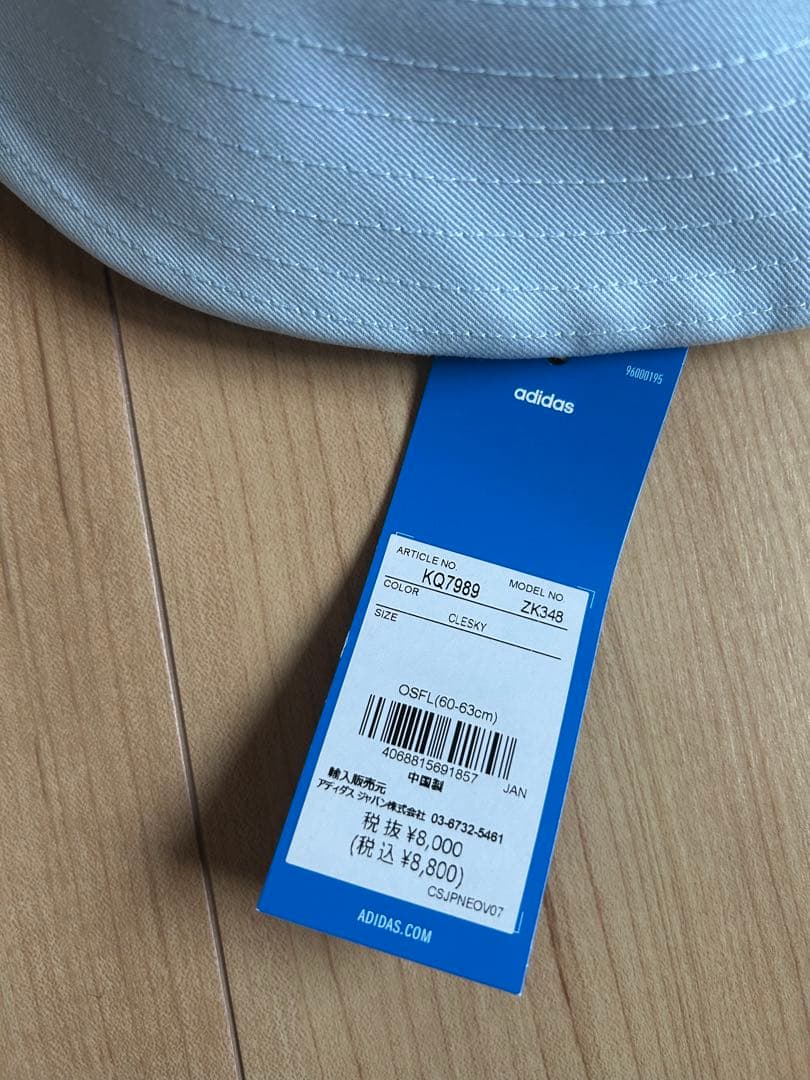 96000195
adidas
ARTICLE NO.
MODEL NO.
KQ7989
ZK348
COLOR
CLESKY
SIZE
OSFL(60-63cm)
4068815691857
JAN
中国製
輸入販売元
アディダス ジャパン株式会社 03-6732-5461
税抜 ¥8,000
(税込 ¥8,800)
CSJPNEOV07
ADIDAS.COM